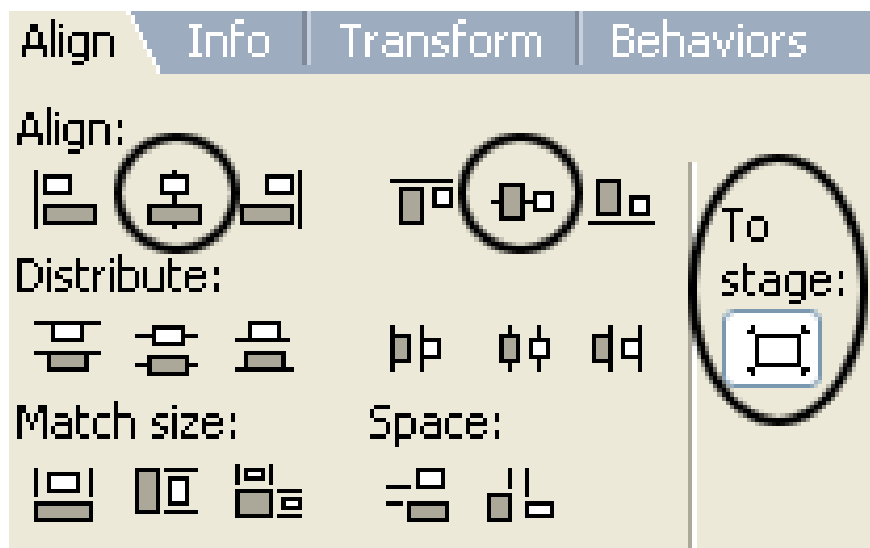 Align Info Transform Behaviors
Align:
To
stage:
Distribute:
Match size: Space: